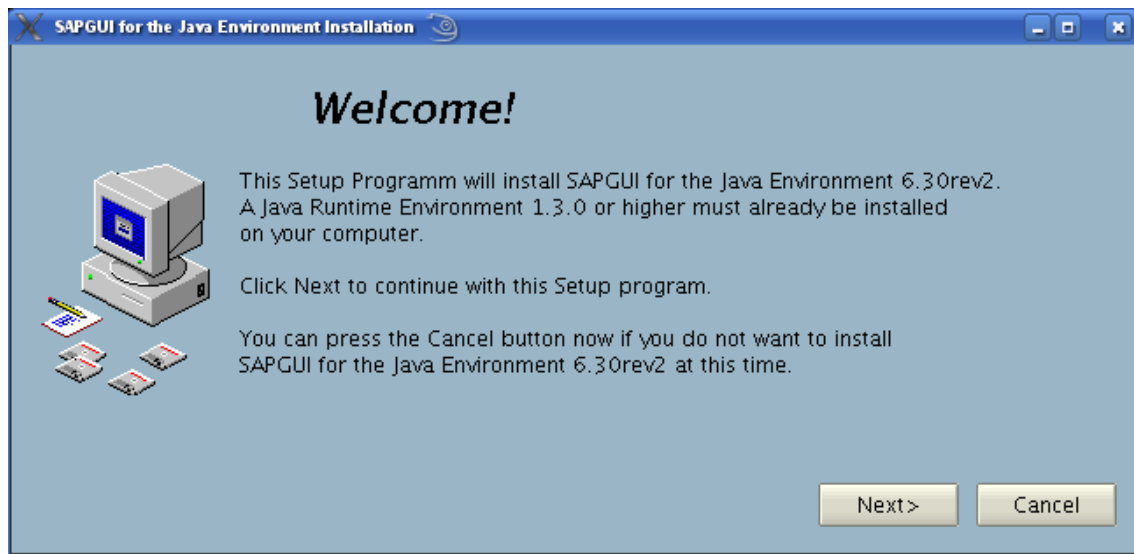 SAPGUI for the Java Environment Installation
Welcome!
This Setup Programm will install SAPGUI for the Java Environment 6.30rev2.
A Java Runtime Environment 1.3.0 or higher must already be installed
on your computer.
Click Next to continue with this Setup program.
You can press the Cancel button now if you do not want to install
SAPGUI for the Java Environment 6.30rev2 at this time.
Next>
Cancel